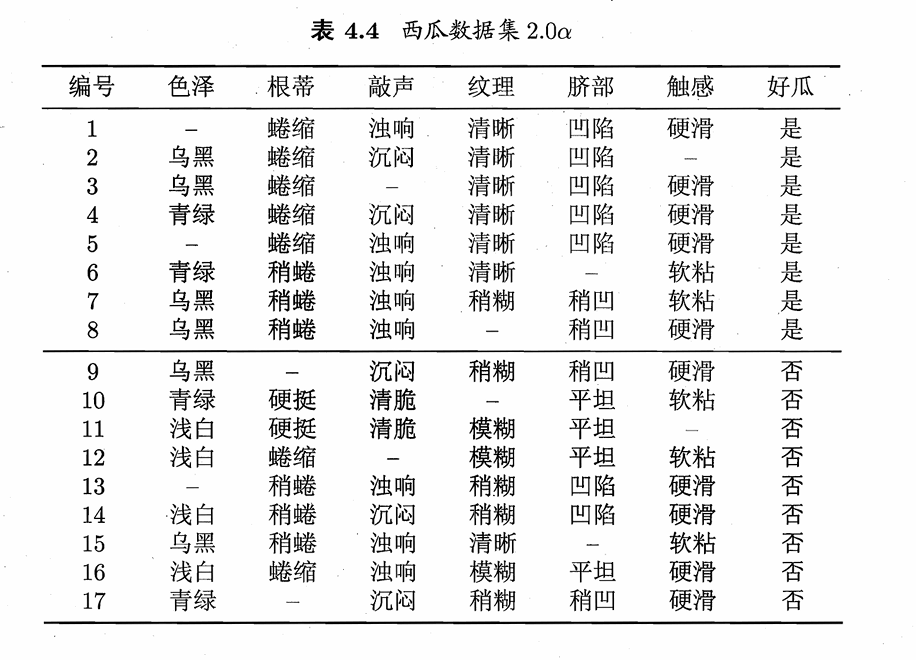 表 4.4 西瓜数据集 2.0α
编号 色泽 根蒂 敲声 纹理 脐部 触感 好瓜
1 – 蜷缩 浊响 清晰 凹陷 硬滑 是
2 乌黑 蜷缩 沉闷 清晰 凹陷 – 是
3 乌黑 蜷缩 – 清晰 凹陷 硬滑 是
4 青绿 蜷缩 沉闷 清晰 凹陷 硬滑 是
5 – 蜷缩 浊响 清晰 凹陷 硬滑 是
6 青绿 稍蜷 浊响 清晰 – 软粘 是
7 乌黑 稍蜷 浊响 稍糊 稍凹 软粘 是
8 乌黑 稍蜷 浊响 – 稍凹 硬滑 是
9 乌黑 – 沉闷 稍糊 稍凹 硬滑 否
10 青绿 硬挺 清脆 – 平坦 软粘 否
11 浅白 硬挺 清脆 模糊 平坦 – 否
12 浅白 蜷缩 – 模糊 平坦 软粘 否
13 – 稍蜷 浊响 稍糊 凹陷 硬滑 否
14 浅白 稍蜷 沉闷 稍糊 凹陷 硬滑 否
15 乌黑 稍蜷 浊响 清晰 – 软粘 否
16 浅白 蜷缩 浊响 模糊 平坦 硬滑 否
17 青绿 – 沉闷 稍糊 稍凹 硬滑 否